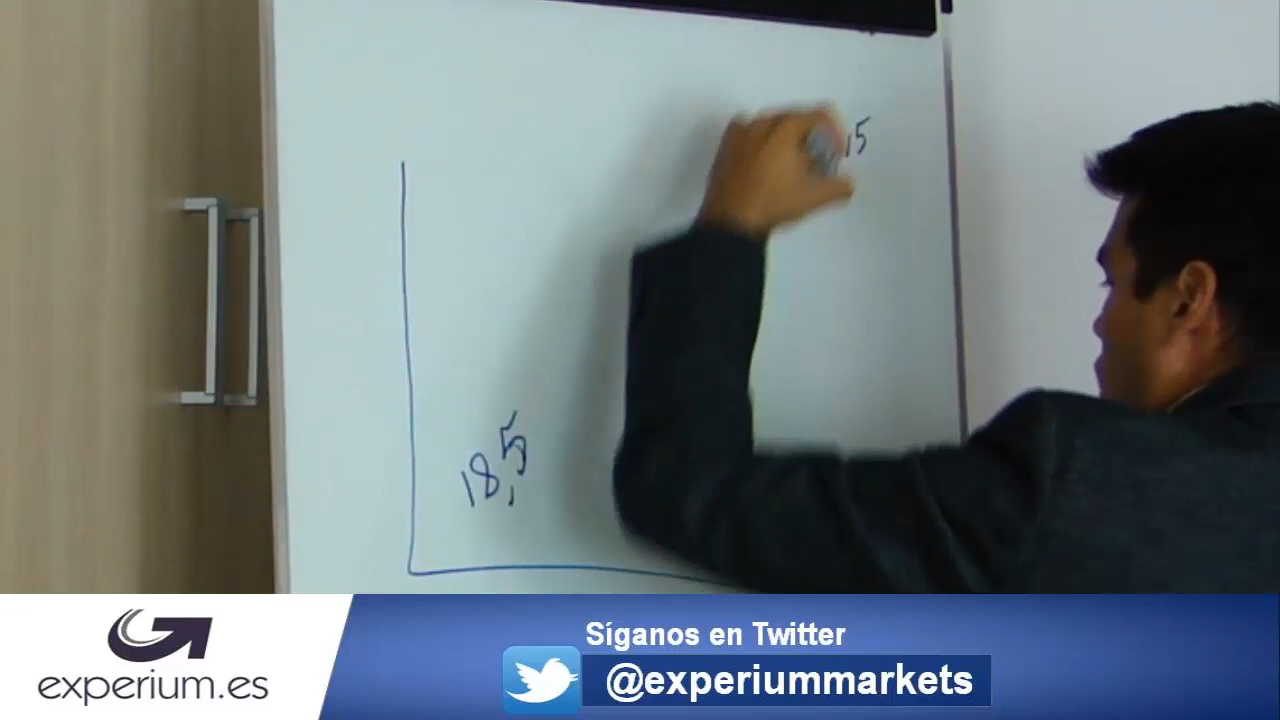 15
18,5
Síganos en Twitter
@experiummarkets
experium.es